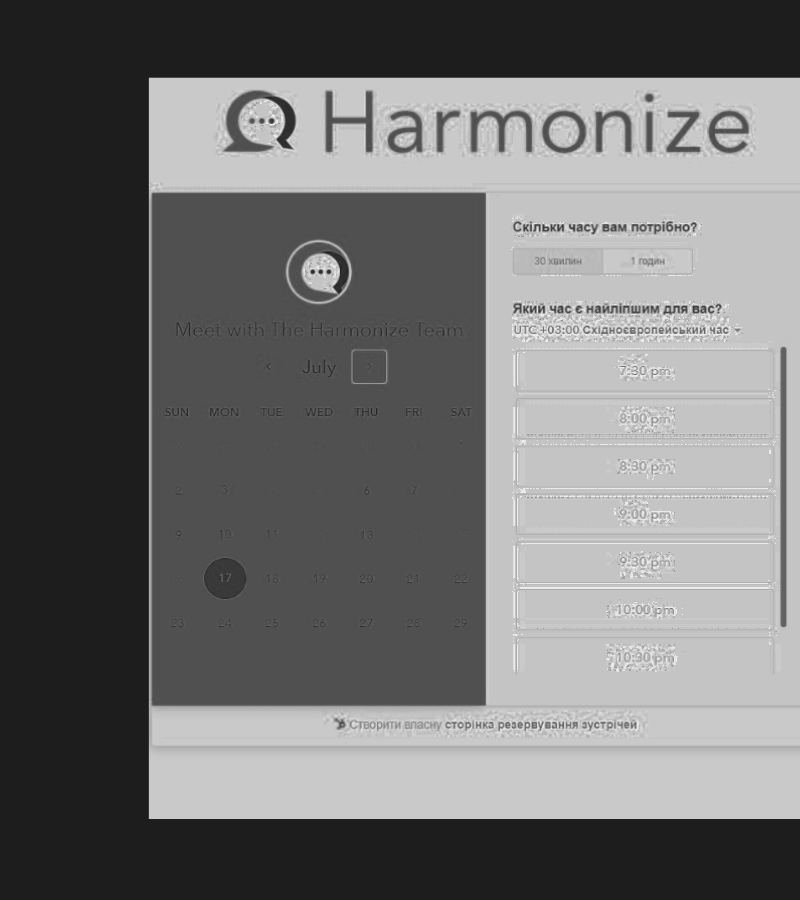 Harmonize
Meet with The Harmonize Team
July
SUN MON TUE WED THU FRI SAT
2 3 6 7
9 10 11 13
17 18 19 20 21 22
23 24 25 26 27 28 29
Скільки часу вам потрібно?
30 хвилин 1 годин
Який час є найліпшим для вас?
UTC +03:00 Східноєвропейський час
7:30 pm
8:00 pm
8:30 pm
9:00 pm
9:30 pm
10:00 pm
10:30 pm
Створити власну сторінка резервування зустрічей